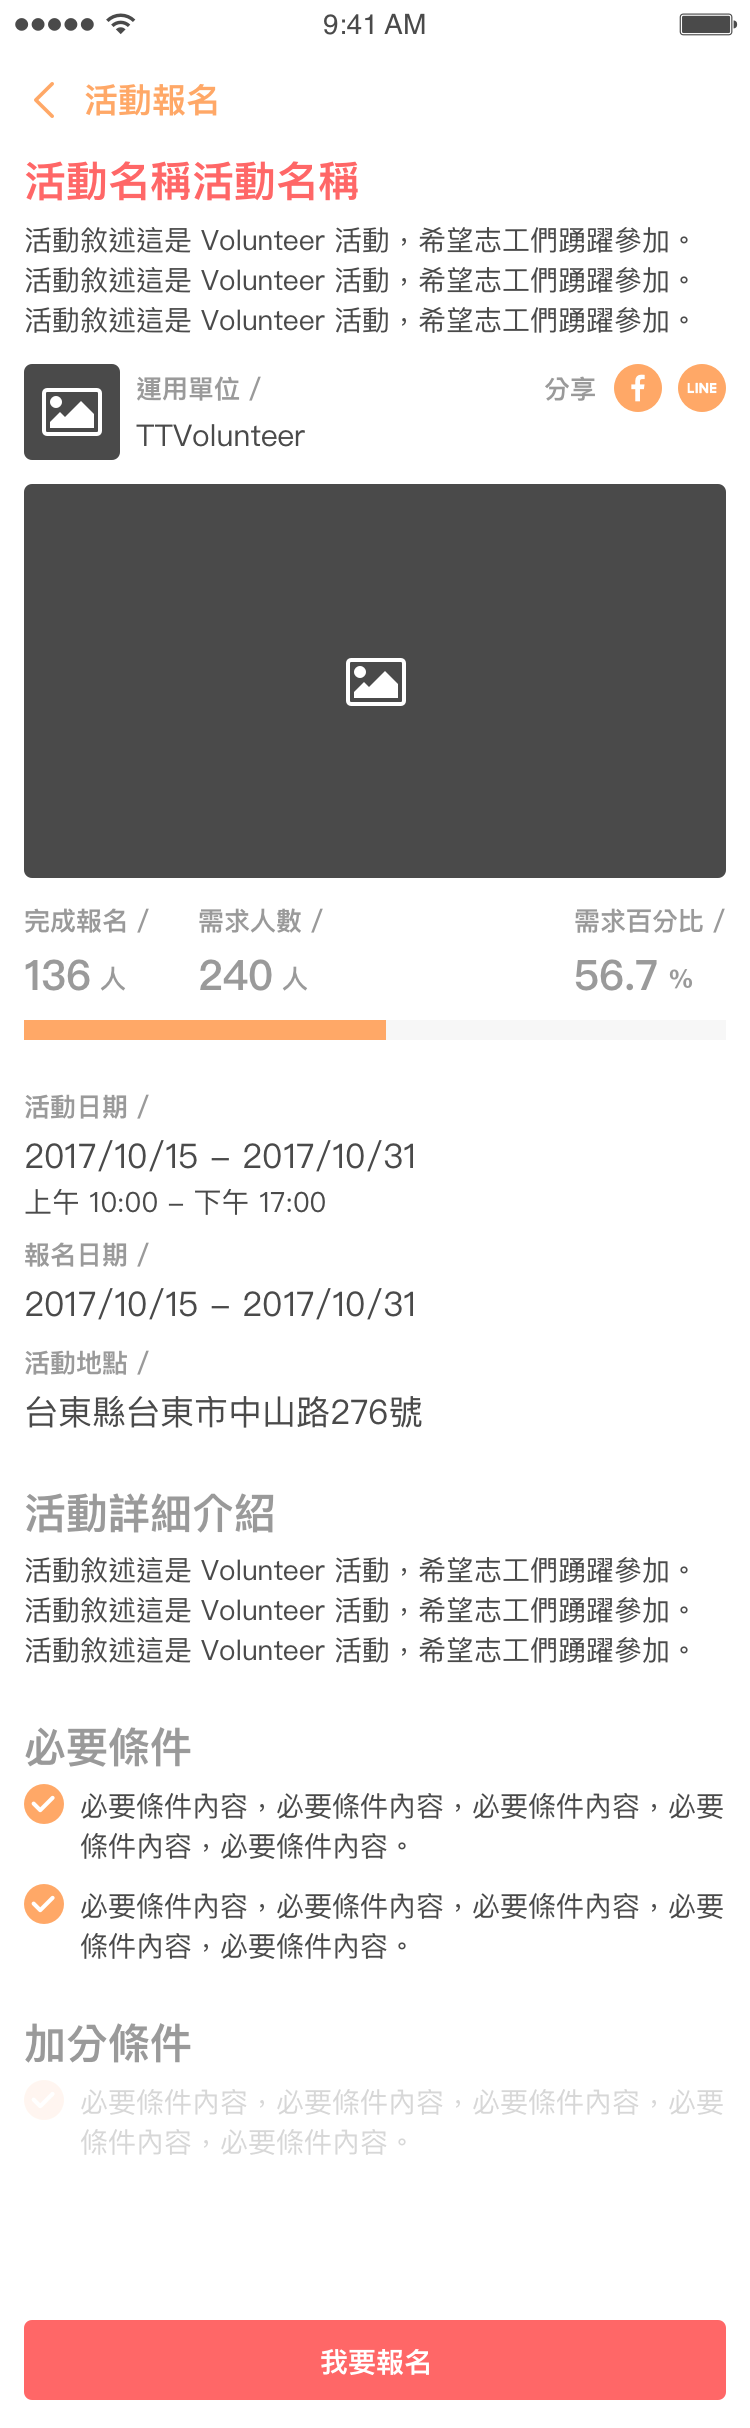 9:41 AM
活動報名
活動名稱活動名稱
活動敘述這是 Volunteer 活動，希望志工們踴躍參加。
活動敘述這是 Volunteer 活動，希望志工們踴躍參加。
活動敘述這是 Volunteer 活動，希望志工們踴躍參加。
運用單位 /
分享
f
LINE
TTVolunteer
完成報名 /
需求人數 /
需求百分比 /
136 人
240 人
56.7 %
活動日期 /
2017/10/15 – 2017/10/31
上午 10:00 – 下午 17:00
報名日期 /
2017/10/15 – 2017/10/31
活動地點 /
台東縣台東市中山路276號
活動詳細介紹
活動敘述這是 Volunteer 活動，希望志工們踴躍參加。
活動敘述這是 Volunteer 活動，希望志工們踴躍參加。
活動敘述這是 Volunteer 活動，希望志工們踴躍參加。
必要條件
必要條件內容，必要條件內容，必要條件內容，必要
條件內容，必要條件內容。
必要條件內容，必要條件內容，必要條件內容，必要
條件內容，必要條件內容。
加分條件
必要條件內容，必要條件內容，必要條件內容，必要
條件內容，必要條件內容。
我要報名